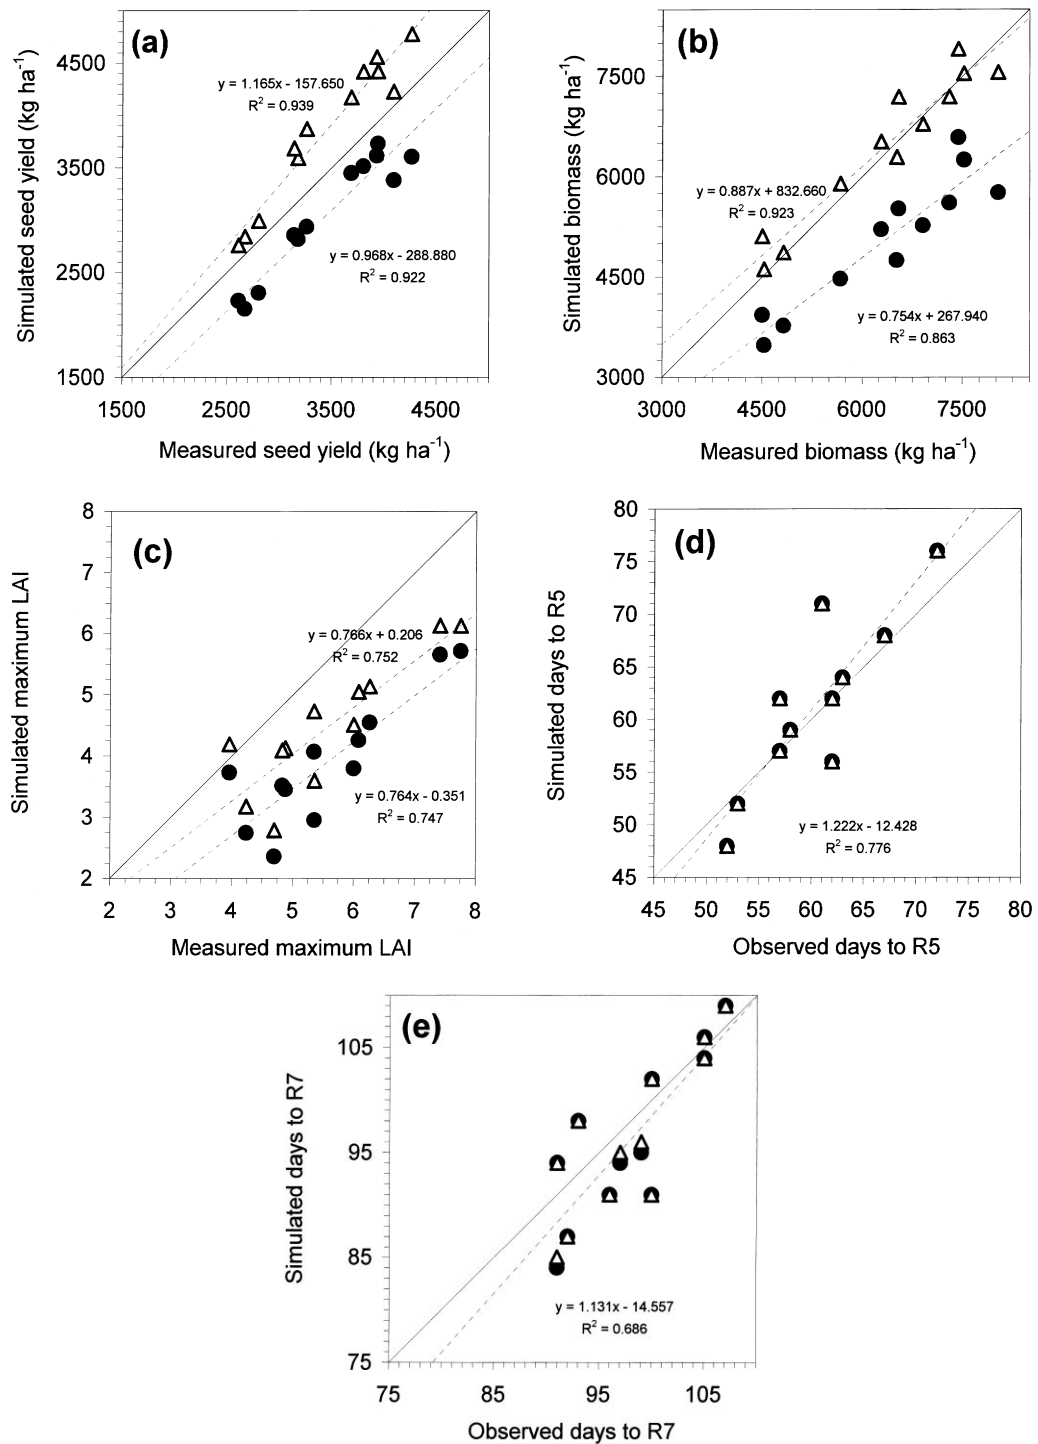 (a)
Simulated seed yield (kg ha-1)
4500
3500
2500
1500
y = 1.165x - 157.650
R2 = 0.939
y = 0.968x - 288.880
R2 = 0.922
1500 2500 3500 4500
Measured seed yield (kg ha-1)
(b)
Simulated biomass (kg ha-1)
7500
6000
4500
3000
y = 0.887x + 832.660
R2 = 0.923
y = 0.754x + 267.940
R2 = 0.863
3000 4500 6000 7500
Measured biomass (kg ha-1)
(c)
Simulated maximum LAI
8
7
6
5
4
3
2
y = 0.766x + 0.206
R2 = 0.752
y = 0.764x - 0.351
R2 = 0.747
2 3 4 5 6 7 8
Measured maximum LAI
(d)
Simulated days to R5
80
75
70
65
60
55
50
45
y = 1.222x - 12.428
R2 = 0.776
45 50 55 60 65 70 75 80
Observed days to R5
(e)
Simulated days to R7
105
95
85
75
y = 1.131x - 14.557
R2 = 0.686
75 85 95 105
Observed days to R7